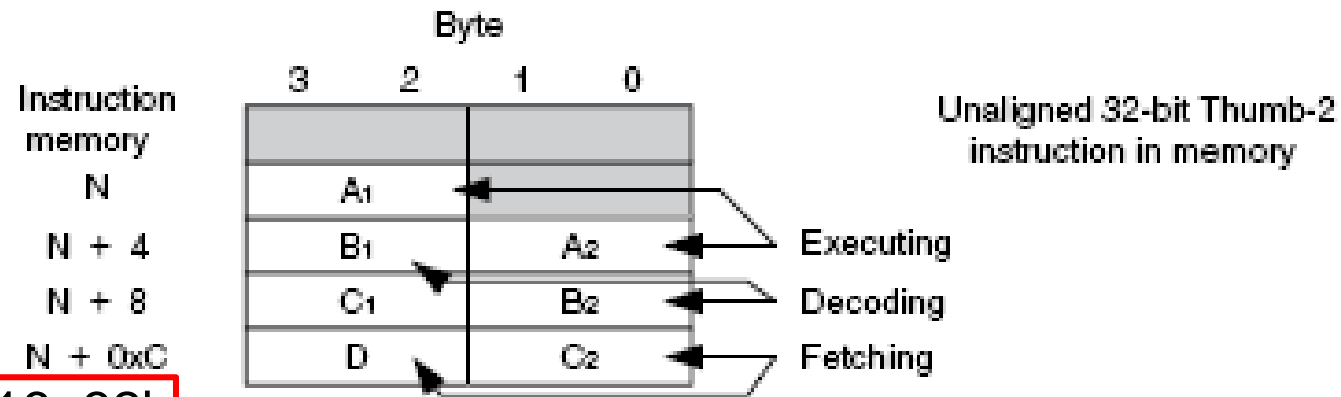 Byte
3 2 1 0
Instruction memory
Unaligned 32-bit Thumb-2
instruction in memory
N A1
N + 4 B1 A2 Executing
N + 8 C1 B2 Decoding
N + 0xC D C2 Fetching